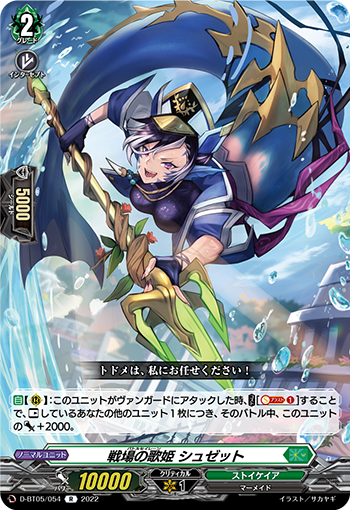 2
グレード
インターセプト
5000
シールド
トドメは、私にお任せください！
自【R】：このユニットがヴァンガードにアタックした時、【カウンターブラスト1】することで、しているあなたの他のユニット1枚につき、そのバトル中、このユニットの
+2000。
ノーマルユニット
戦場の歌姫 シュゼット
パワー 10000
クリティカル
1
ストイケイア
マーメイド
D-BT05/054 R 2022
イラスト／サカヤギ